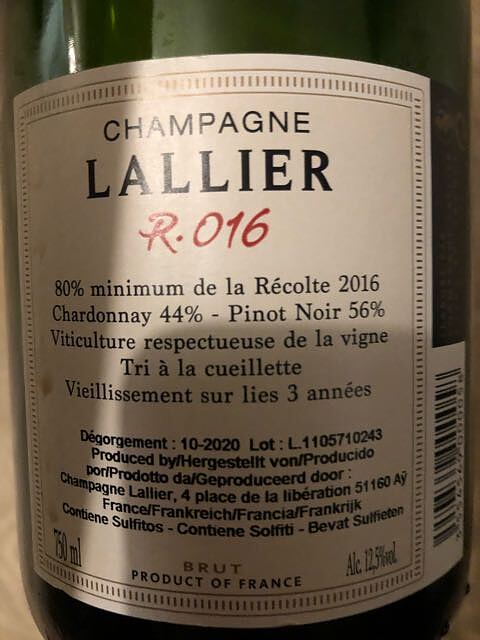 CHAMPAGNE
LALLIER
R.016
80% minimum de la Récolte 2016
Chardonnay 44% - Pinot Noir 56%
Viticulture respectueuse de la vigne
Tri à la cueillette
Vieillissement sur lies 3 années
Dégorgement : 10-2020 Lot : L.1105710243
Produced by/Hergestellt von/Producido
por/Prodotto da/Geproduceerd door :
Champagne Lallier, 4 place de la libération 51160 Aÿ
France/Frankreich/Francia/Frankrijk
Contiene Sulfitos - Contiene Solfiti - Bevat Sulfieten
750 ml
BRUT
Alc. 12,5%vol.
PRODUCT OF FRANCE